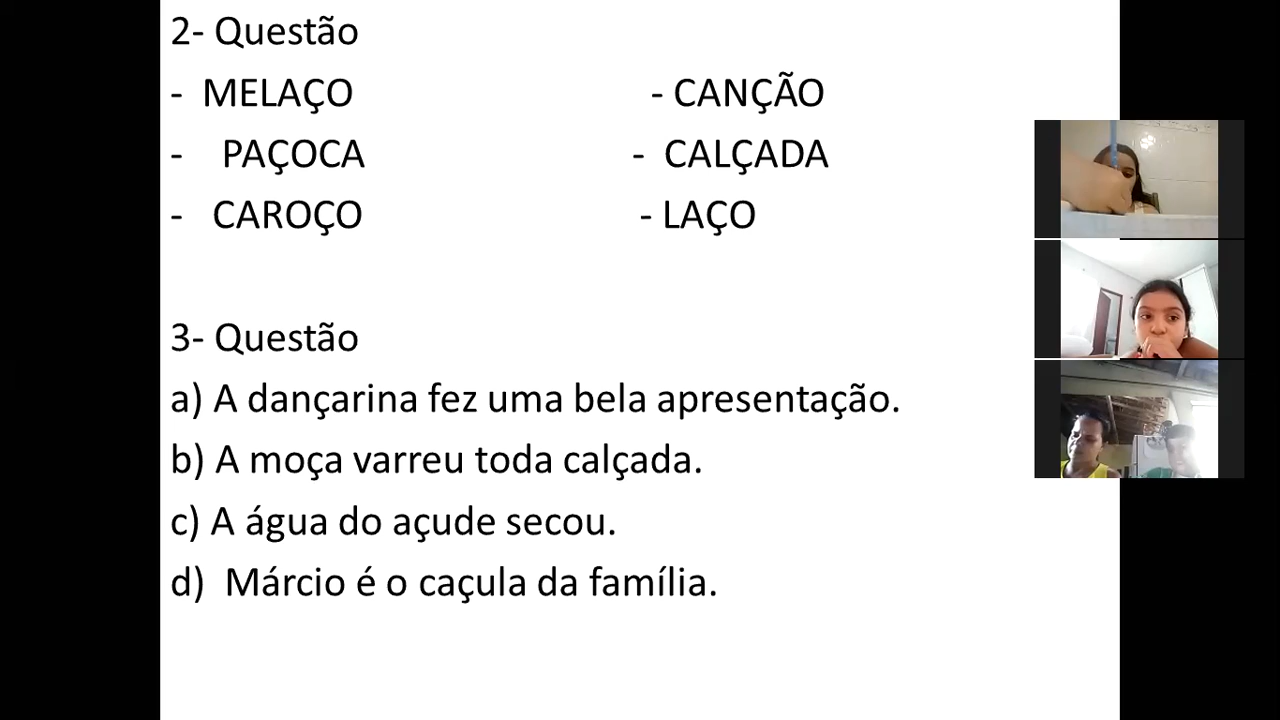 2- Questão
- MELAÇO - CANÇÃO
- PAÇOCA - CALÇADA
- CAROÇO - LAÇO
3- Questão
a) A dançarina fez uma bela apresentação.
b) A moça varreu toda calçada.
c) A água do açude secou.
d) Márcio é o caçula da família.